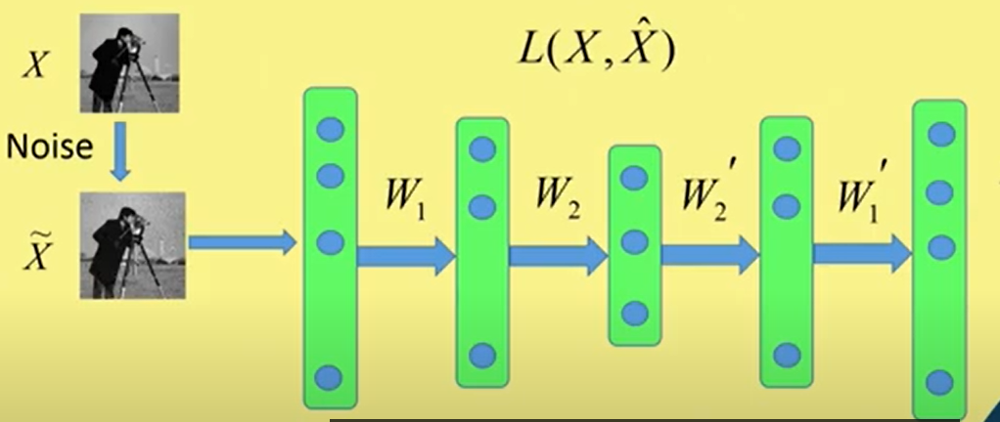 L(X, X̂)
X
Noise
X̃
W₁
W₂
W₂′
W₁′